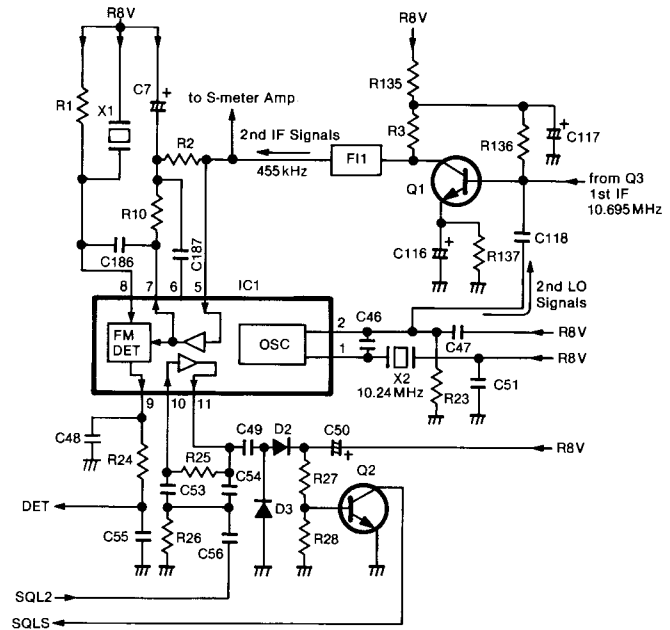 R8V
R8V
C7
+
R1
X1
to S-meter Amp.
R135
R2
2nd IF Signals
455kHz
FI1
R3
R136
+
C117
Q1
from Q3
1st IF
10.695MHz
R10
C187
C186
C116
+
R137
C118
8
7
6
5
IC1
2nd LO
Signals
FM
DET
OSC
2
1
C46
C47
R8V
R8V
X2
10.24MHz
R23
C51
9
10
11
C48
R24
C49
D2
C50
+
R8V
R25
C53
C54
Q2
R27
D3
DET
C55
R26
C56
R28
SQL2
SQLS